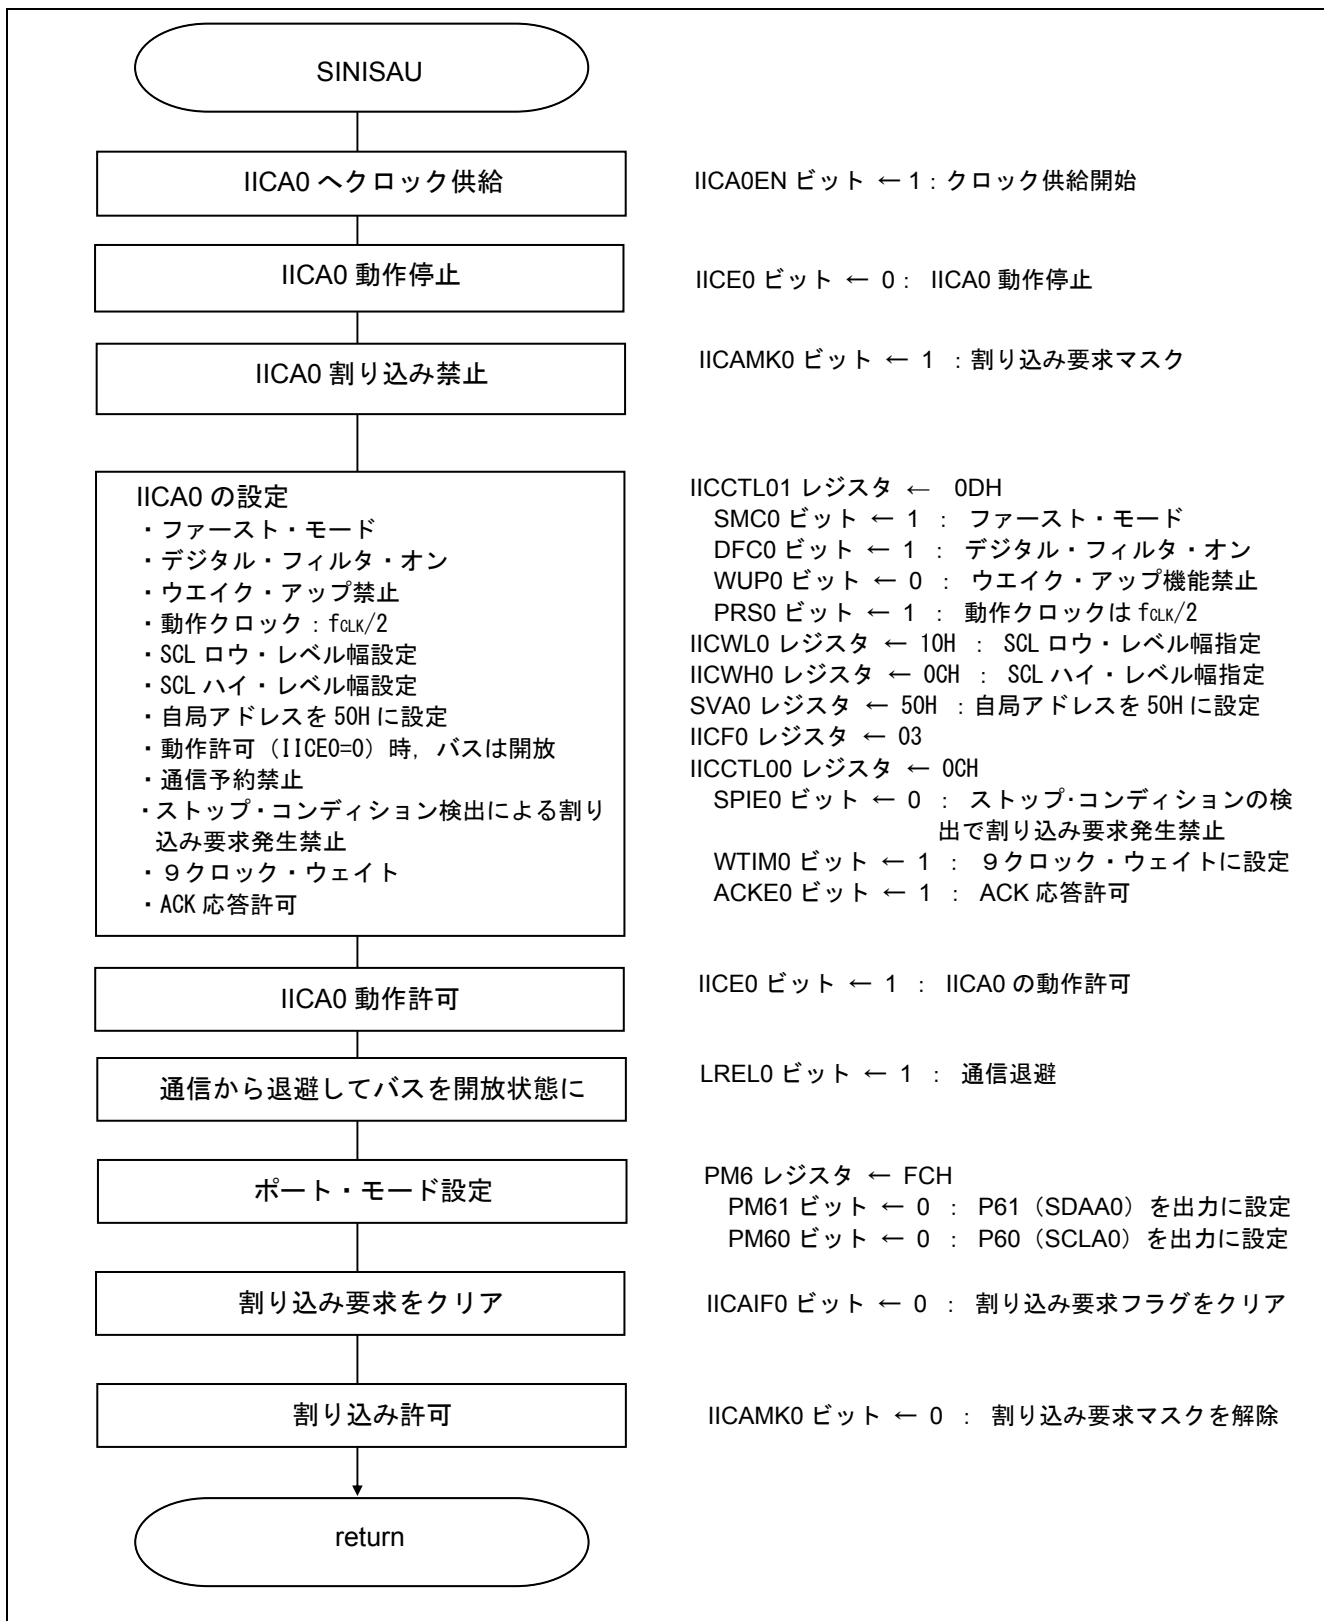 SINISAU
IICA0 へクロック供給
IICA0EN ビット ← 1：クロック供給開始
IICA0 動作停止
IICE0 ビット ← 0： IICA0 動作停止
IICA0 割り込み禁止
IICAMK0 ビット ← 1 ：割り込み要求マスク
IICA0 の設定
・ファースト・モード
・デジタル・フィルタ・オン
・ウエイク・アップ禁止
・動作クロック：fCLK/2
・SCL ロウ・レベル幅設定
・SCL ハイ・レベル幅設定
・自局アドレスを 50H に設定
・動作許可（IICE0=0）時，バスは開放
・通信予約禁止
・ストップ・コンディション検出による割り
込み要求発生禁止
・９クロック・ウェイト
・ACK 応答許可
IICCTL01 レジスタ ← 0DH
SMC0 ビット ← 1 ： ファースト・モード
DFC0 ビット ← 1 ： デジタル・フィルタ・オン
WUP0 ビット ← 0 ： ウエイク・アップ機能禁止
PRS0 ビット ← 1 ： 動作クロックは fCLK/2
IICWL0 レジスタ ← 10H ： SCL ロウ・レベル幅指定
IICWH0 レジスタ ← 0CH ： SCL ハイ・レベル幅指定
SVA0 レジスタ ← 50H ：自局アドレスを 50H に設定
IICF0 レジスタ ← 03
IICCTL00 レジスタ ← 0CH
SPIE0 ビット ← 0 ： ストップ･コンディションの検
出で割り込み要求発生禁止
WTIM0 ビット ← 1 ： ９クロック・ウェイトに設定
ACKE0 ビット ← 1 ： ACK 応答許可
IICA0 動作許可
IICE0 ビット ← 1 ： IICA0 の動作許可
通信から退避してバスを開放状態に
LREL0 ビット ← 1 ： 通信退避
ポート・モード設定
PM6 レジスタ ← FCH
PM61 ビット ← 0 ： P61（SDAA0）を出力に設定
PM60 ビット ← 0 ： P60（SCLA0）を出力に設定
割り込み要求をクリア
IICAIF0 ビット ← 0 ： 割り込み要求フラグをクリア
割り込み許可
IICAMK0 ビット ← 0 ： 割り込み要求マスクを解除
return